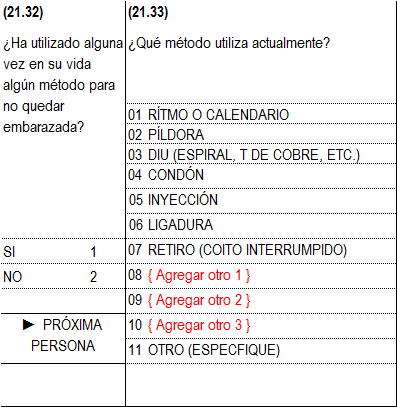 (21.32)
¿Ha utilizado alguna
vez en su vida
algún método para
no quedar
embarazada?
SI 1
NO 2
► PRÓXIMA
PERSONA
(21.33)
¿Qué método utiliza actualmente?
01 RÍTMO O CALENDARIO
02 PÍLDORA
03 DIU (ESPIRAL, T DE COBRE, ETC.)
04 CONDÓN
05 INYECCIÓN
06 LIGADURA
07 RETIRO (COITO INTERRUMPIDO)
08 { Agregar otro 1 }
09 { Agregar otro 2 }
10 { Agregar otro 3 }
11 OTRO (ESPECFIQUE)